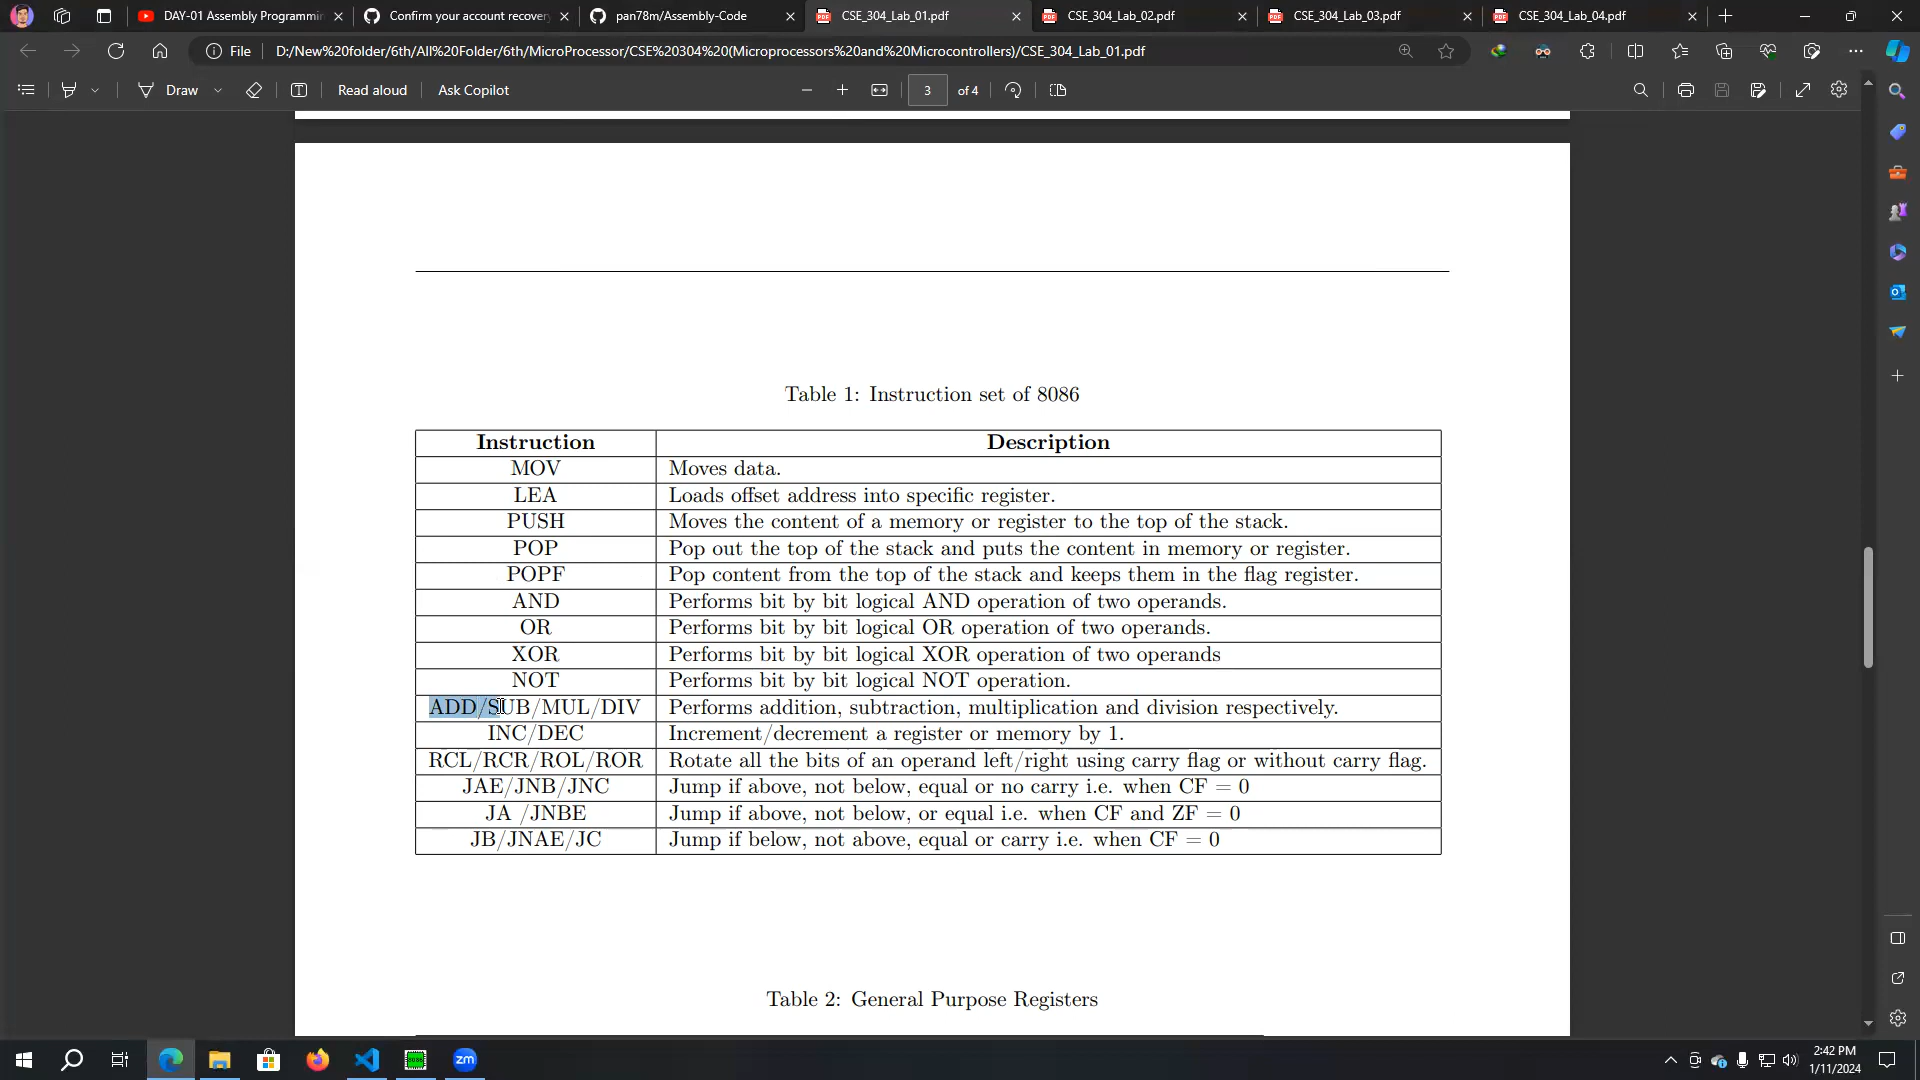 DAY-01 Assembly Programmi
Confirm your account recover
pan78m/Assembly-Code
CSE_304_Lab_01.pdf
CSE_304_Lab_02.pdf
CSE_304_Lab_03.pdf
CSE_304_Lab_04.pdf
File
D:/New%20folder/6th/All%20Folder/6th/MicroProcessor/CSE%20304%20(Microprocessors%20and%20Microcontrollers)/CSE_304_Lab_01.pdf
Draw
Read aloud
Ask Copilot
3
of 4
Table 1: Instruction set of 8086
Instruction Description
MOV Moves data.
LEA Loads offset address into specific register.
PUSH Moves the content of a memory or register to the top of the stack.
POP Pop out the top of the stack and puts the content in memory or register.
POPF Pop content from the top of the stack and keeps them in the flag register.
AND Performs bit by bit logical AND operation of two operands.
OR Performs bit by bit logical OR operation of two operands.
XOR Performs bit by bit logical XOR operation of two operands
NOT Performs bit by bit logical NOT operation.
ADD/SUB/MUL/DIV Performs addition, subtraction, multiplication and division respectively.
INC/DEC Increment/decrement a register or memory by 1.
RCL/RCR/ROL/ROR Rotate all the bits of an operand left/right using carry flag or without carry flag.
JAE/JNB/JNC Jump if above, not below, equal or no carry i.e. when CF = 0
JA /JNBE Jump if above, not below, or equal i.e. when CF and ZF = 0
JB/JNAE/JC Jump if below, not above, equal or carry i.e. when CF = 0
Table 2: General Purpose Registers
2:42 PM
1/11/2024